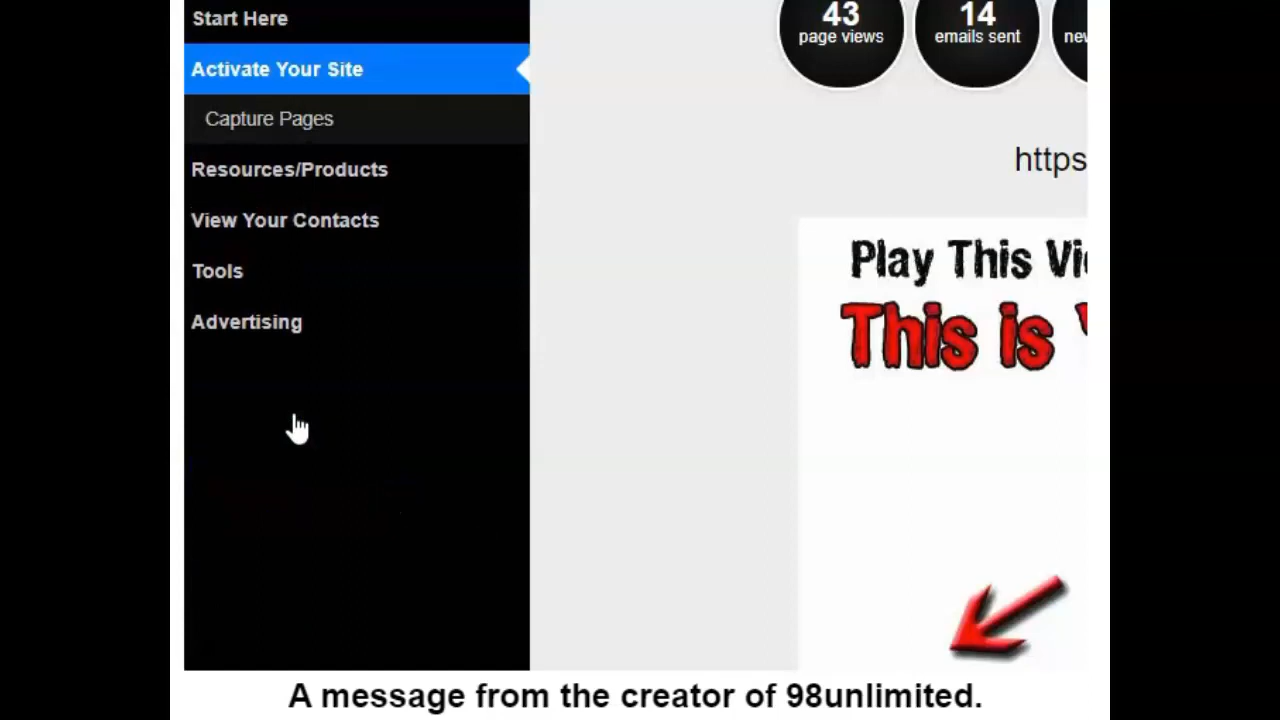 Start Here
Activate Your Site
Capture Pages
Resources/Products
View Your Contacts
Tools
Advertising
43
page views
14
emails sent
https
Play This
This is
A message from the creator of 98unlimited.